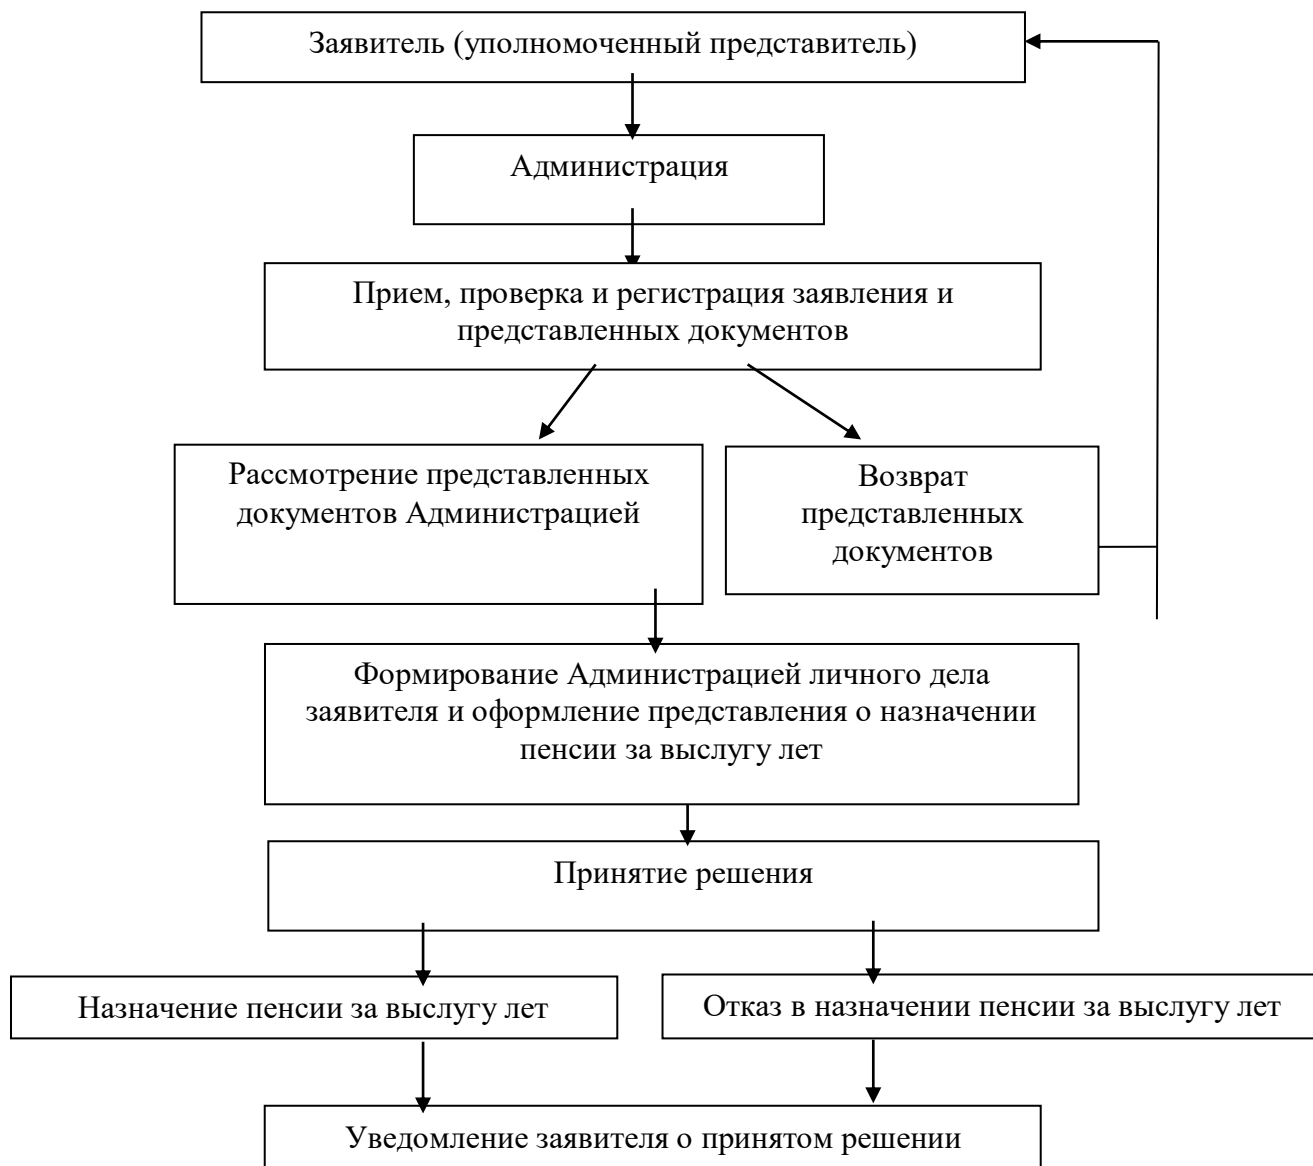 Заявитель (уполномоченный представитель)
Администрация
Прием, проверка и регистрация заявления и
представленных документов
Рассмотрение представленных
документов Администрацией
Возврат
представленных
документов
Формирование Администрацией личного дела
заявителя и оформление представления о назначении
пенсии за выслугу лет
Принятие решения
Назначение пенсии за выслугу лет
Отказ в назначении пенсии за выслугу лет
Уведомление заявителя о принятом решении